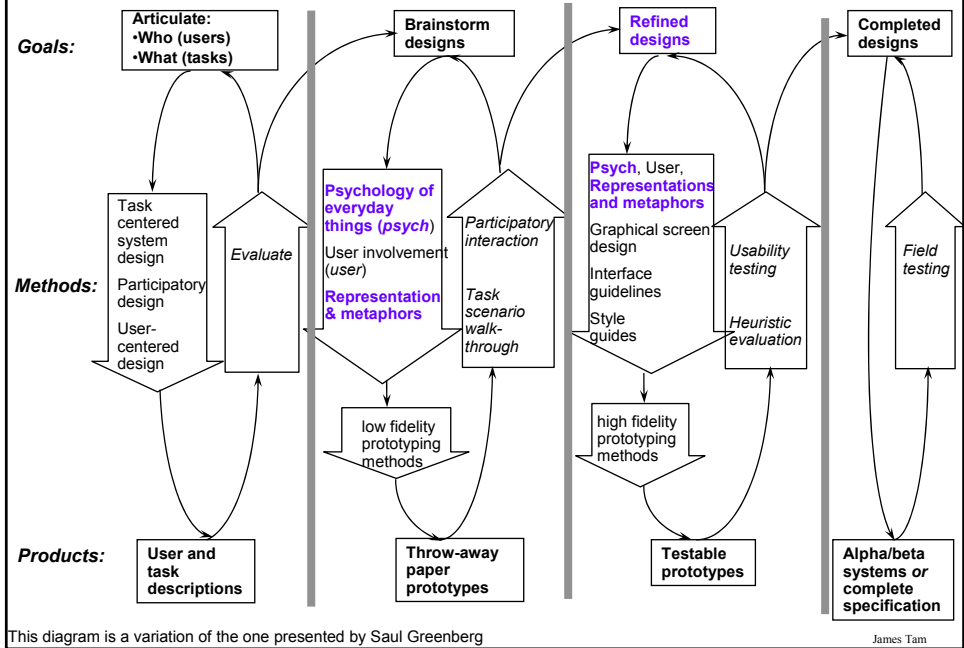 Goals:
Articulate:
•Who (users)
•What (tasks)
Brainstorm
designs
Refined
designs
Completed
designs
Methods:
Task
centered
system
design
Participatory
design
User-
centered
design
Evaluate
Psychology of
everyday
things (psych)
User involvement
(user)
Representation
& metaphors
Participatory
interaction
Task
scenario
walk-
through
low fidelity
prototyping
methods
Psych, User,
Representations
and metaphors
Graphical screen
design
Interface
guidelines
Style
guides
Usability
testing
Heuristic
evaluation
high fidelity
prototyping
methods
Field
testing
Products:
User and
task
descriptions
Throw-away
paper
prototypes
Testable
prototypes
Alpha/beta
systems or
complete
specification
This diagram is a variation of the one presented by Saul Greenberg
James Tam